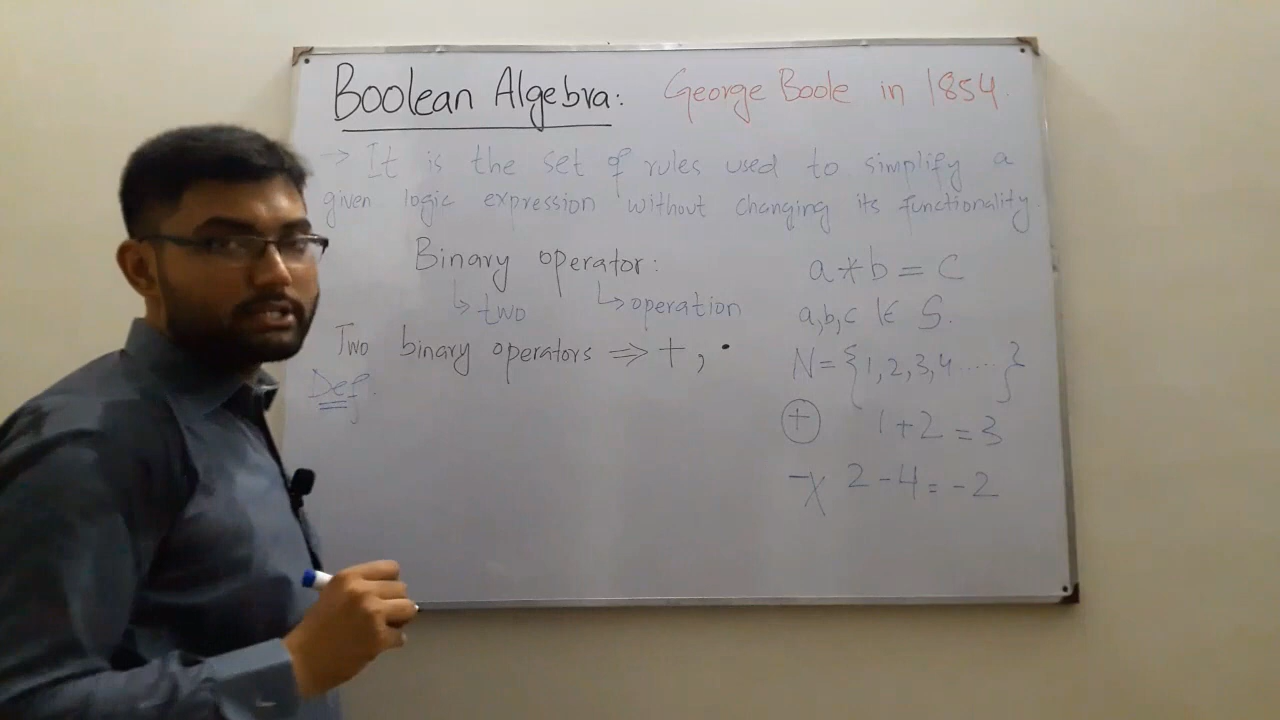 Boolean Algebra: George Boole in 1854.
→ It is the set of rules used to simplify a
given logic expression without changing its functionality.
Binary operator:
↳ two ↳ operation
Two binary operators ⇒ +, •
Def.
a * b = c
a,b,c ∈ S.
N = {1,2,3,4.....}
+ 1+2=3
-X 2-4=-2